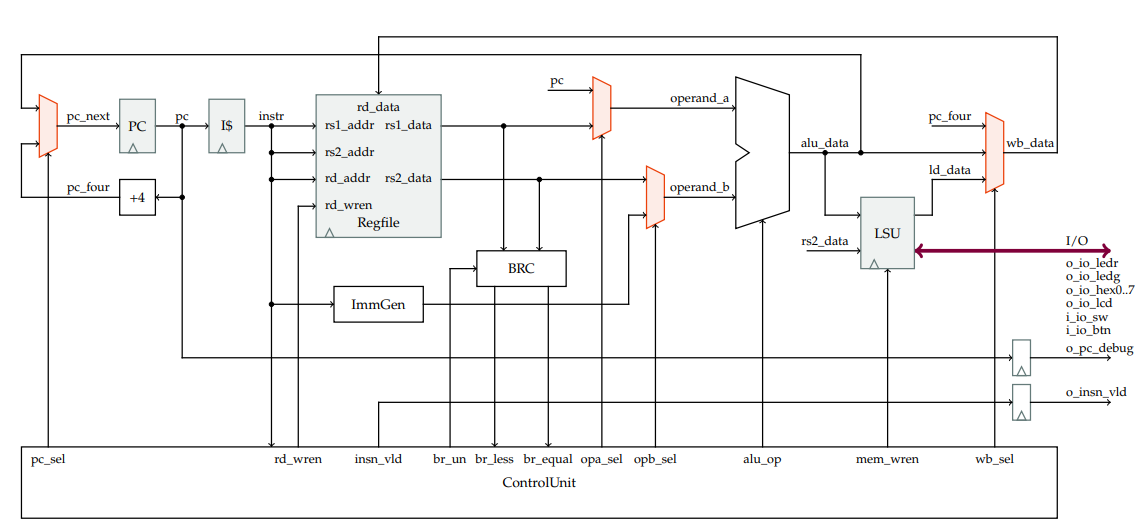 pc
rd_data
operand_a
pc_next
PC
pc
I$
instr
rs1_addr
rs1_data
pc_four
alu_data
wb_data
rs2_addr
ld_data
rd_addr
rs2_data
pc_four
+4
operand_b
rd_wren
Regfile
LSU
rs2_data
I/O
BRC
o_io_ledr
o_io_ledg
o_io_hex0..7
ImmGen
o_io_lcd
i_io_sw
i_io_btn
o_pc_debug
o_insn_vld
pc_sel
rd_wren
insn_vld
br_un
br_less
br_equal
opa_sel
opb_sel
alu_op
mem_wren
wb_sel
ControlUnit